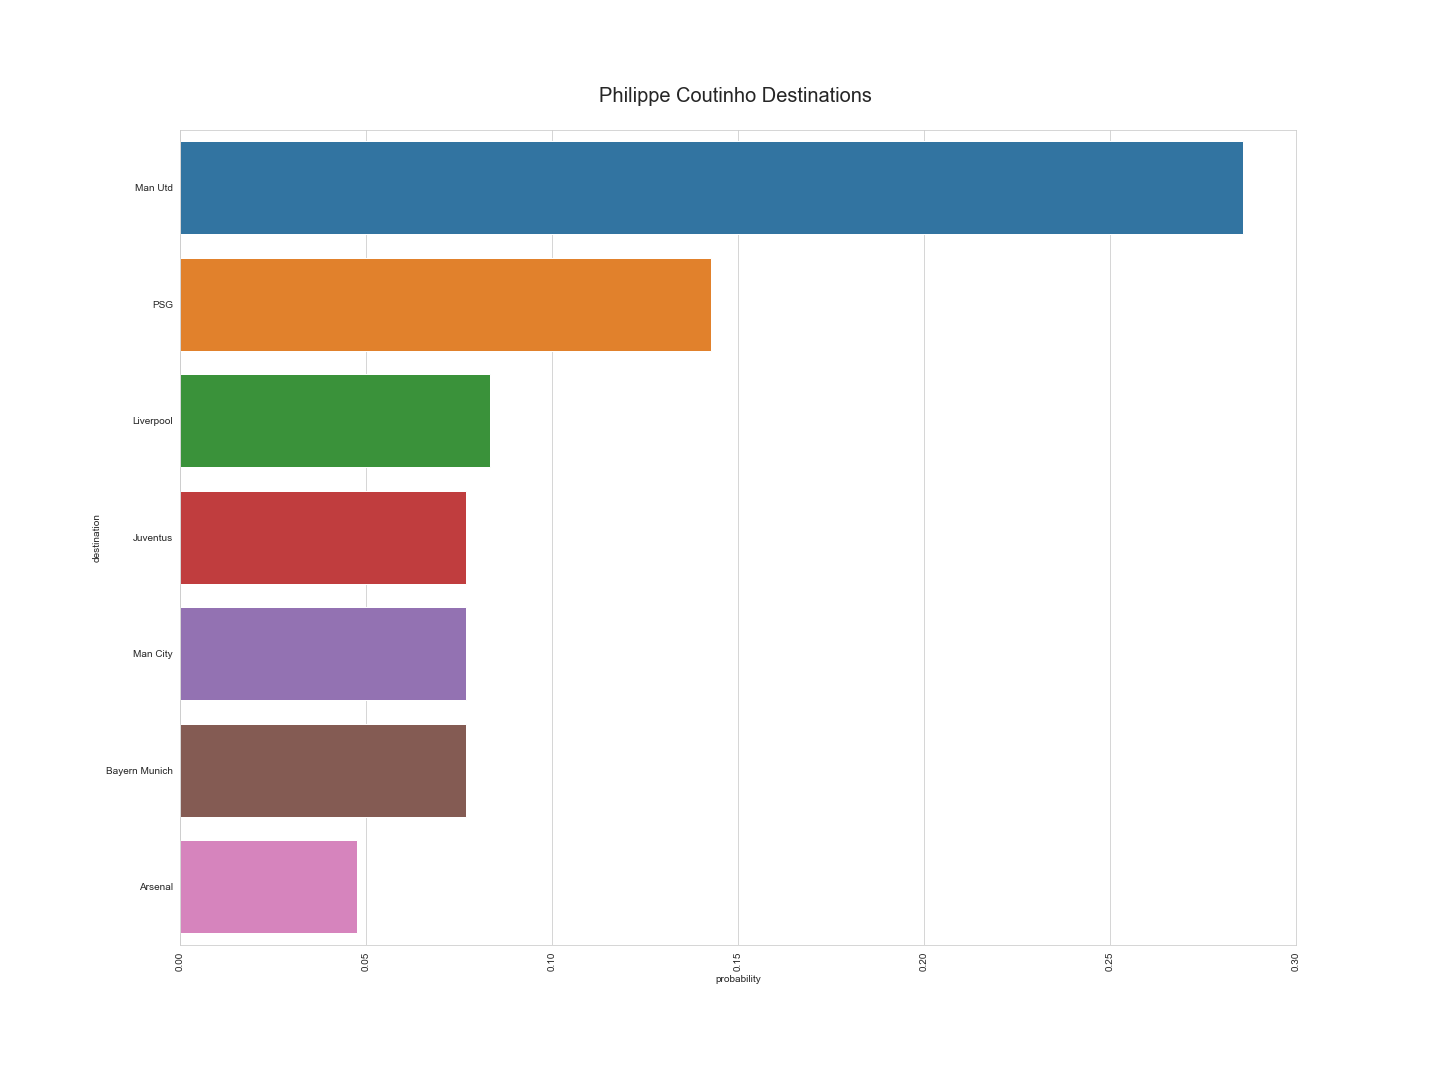 Philippe Coutinho Destinations
Man Utd
PSG
Liverpool
Juventus
Man City
Bayern Munich
Arsenal
destination
0.00 0.05 0.10 0.15 0.20 0.25 0.30
probability